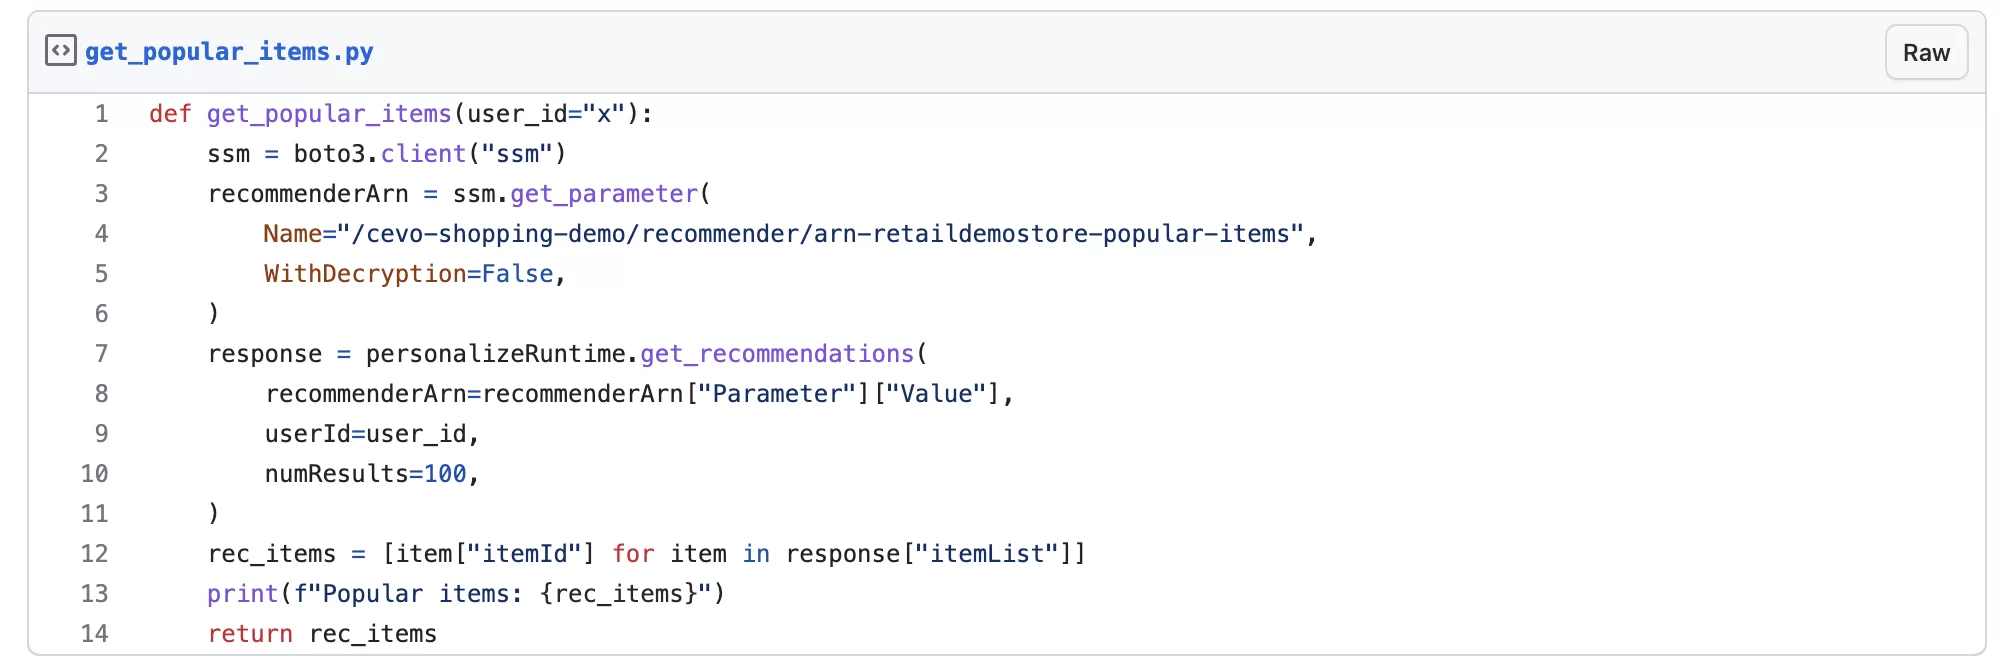 get_popular_items.py
Raw
1 def get_popular_items(user_id="x"):
2     ssm = boto3.client("ssm")
3     recommenderArn = ssm.get_parameter(
4         Name="/cevo-shopping-demo/recommender/arn-retaildemostore-popular-items",
5         WithDecryption=False,
6     )
7     response = personalizeRuntime.get_recommendations(
8         recommenderArn=recommenderArn["Parameter"]["Value"],
9         userId=user_id,
10         numResults=100,
11     )
12     rec_items = [item["itemId"] for item in response["itemList"]]
13     print(f"Popular items: {rec_items}")
14     return rec_items